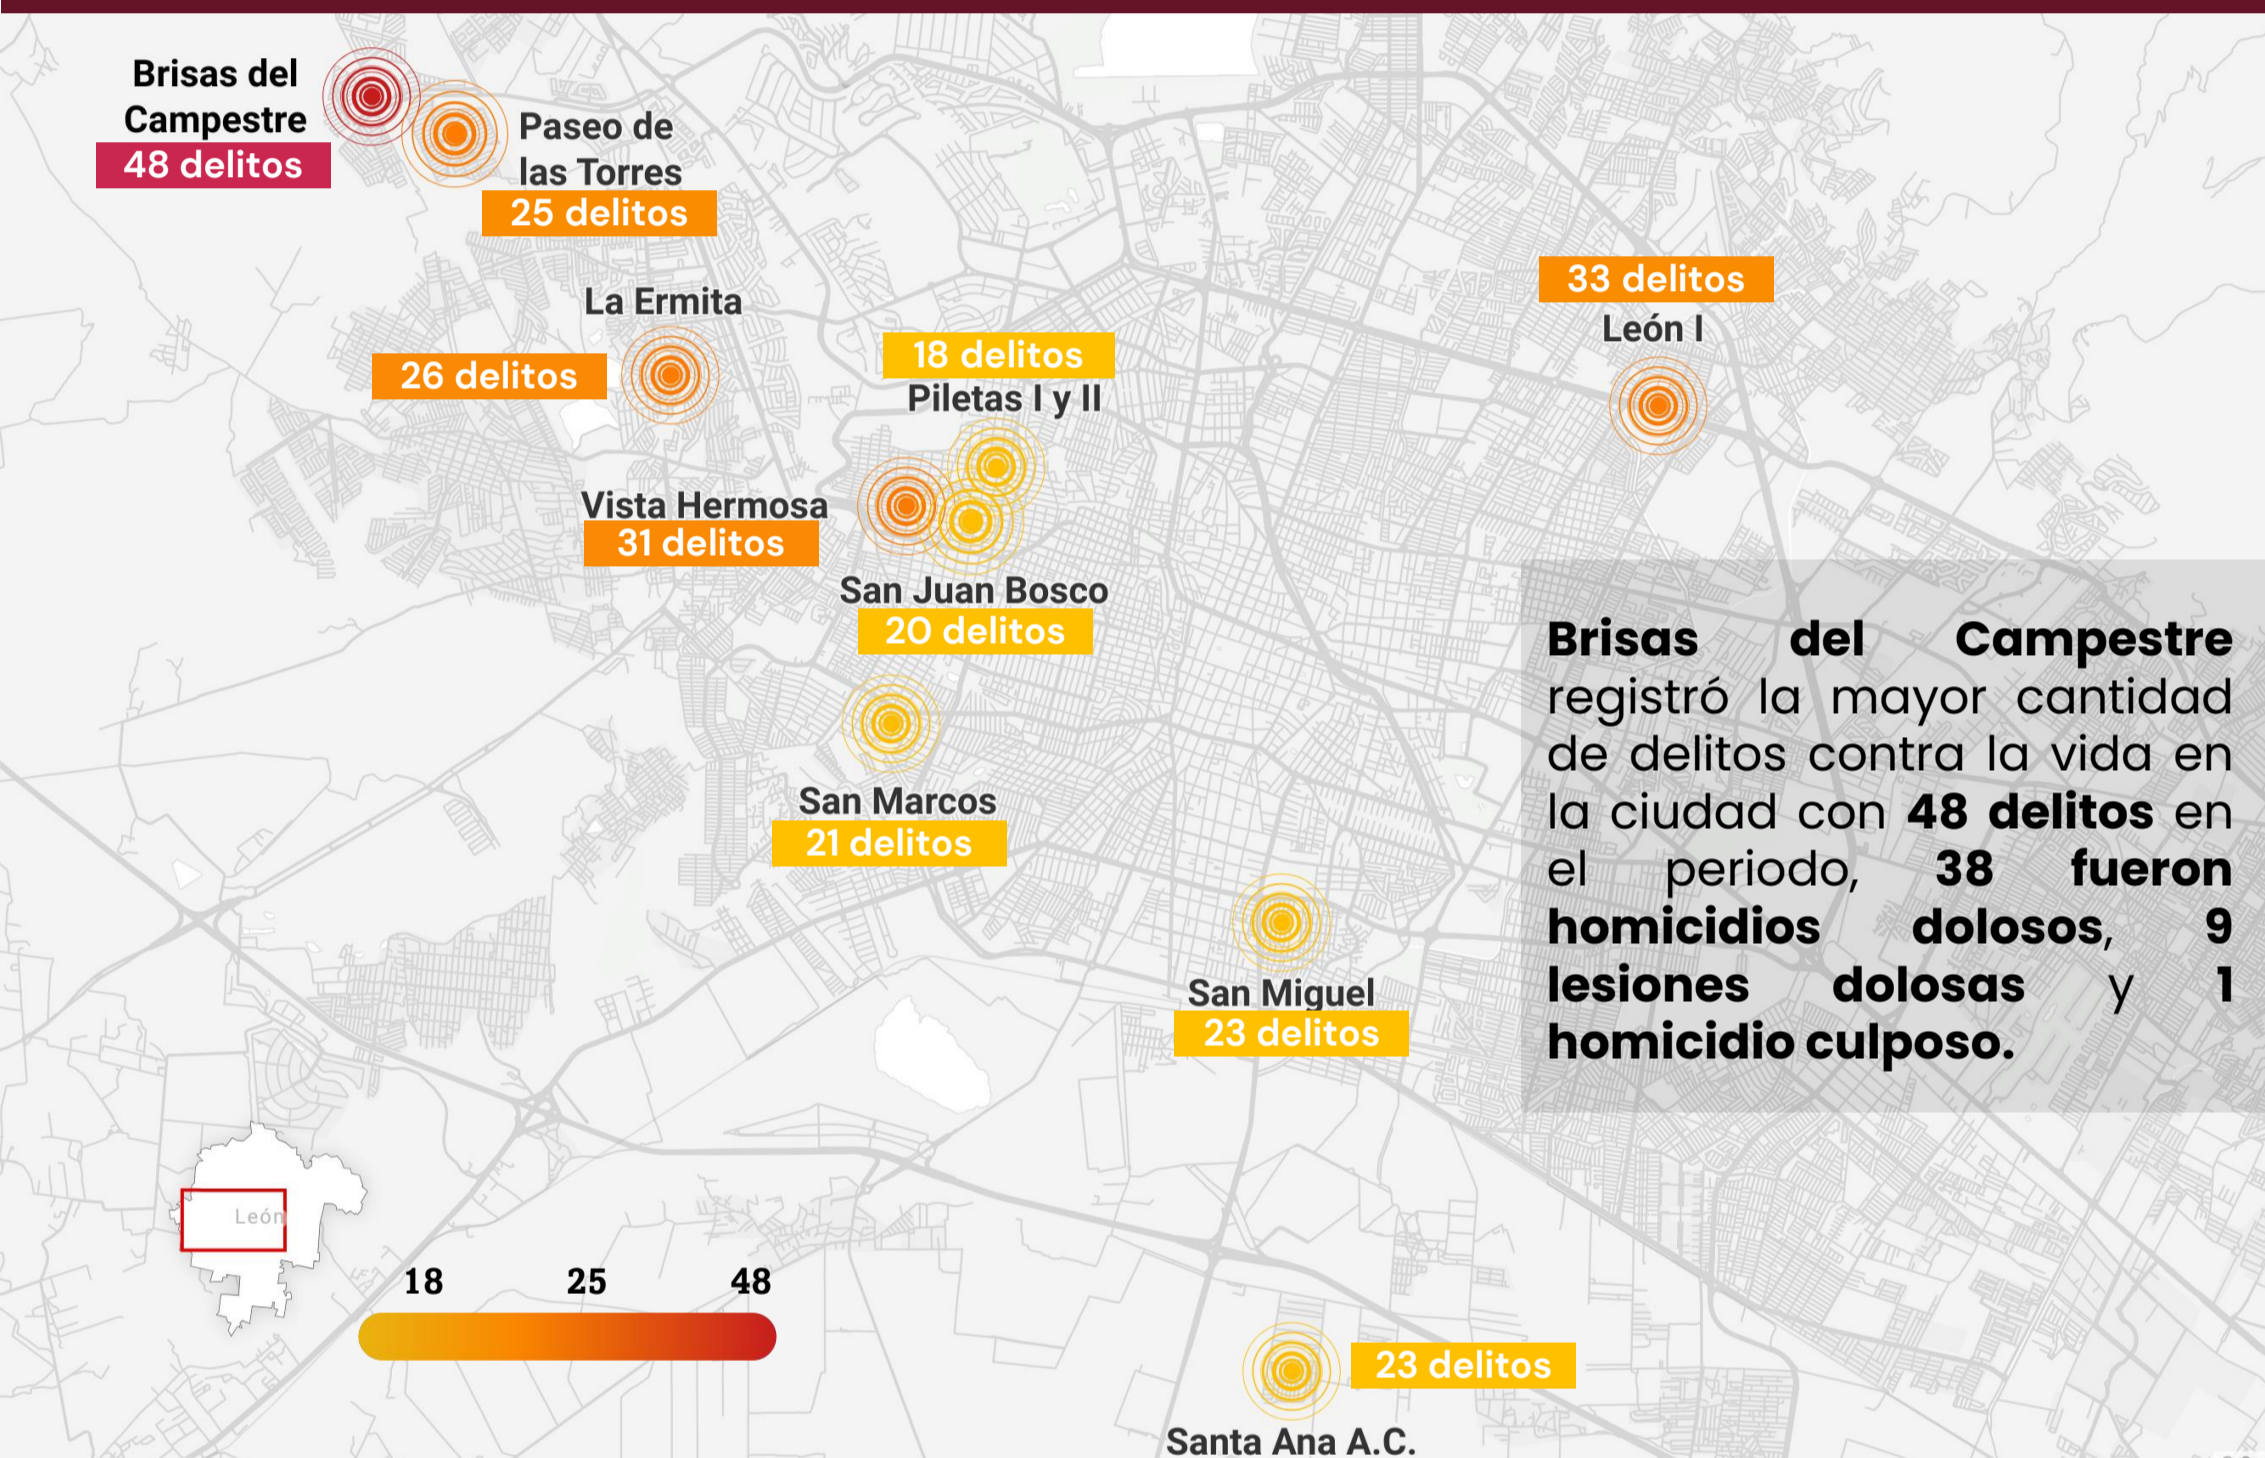 Brisas del
Campestre
48 delitos
Paseo de
las Torres
25 delitos
La Ermita
26 delitos
18 delitos
Piletas I y II
33 delitos
León I
Vista Hermosa
31 delitos
San Juan Bosco
20 delitos
San Marcos
21 delitos
San Miguel
23 delitos
Brisas del Campestre
registró la mayor cantidad
de delitos contra la vida en
la ciudad con 48 delitos en
el periodo, 38 fueron
homicidios dolosos, 9
lesiones dolosas y 1
homicidio culposo.
León
18 25 48
23 delitos
Santa Ana A.C.